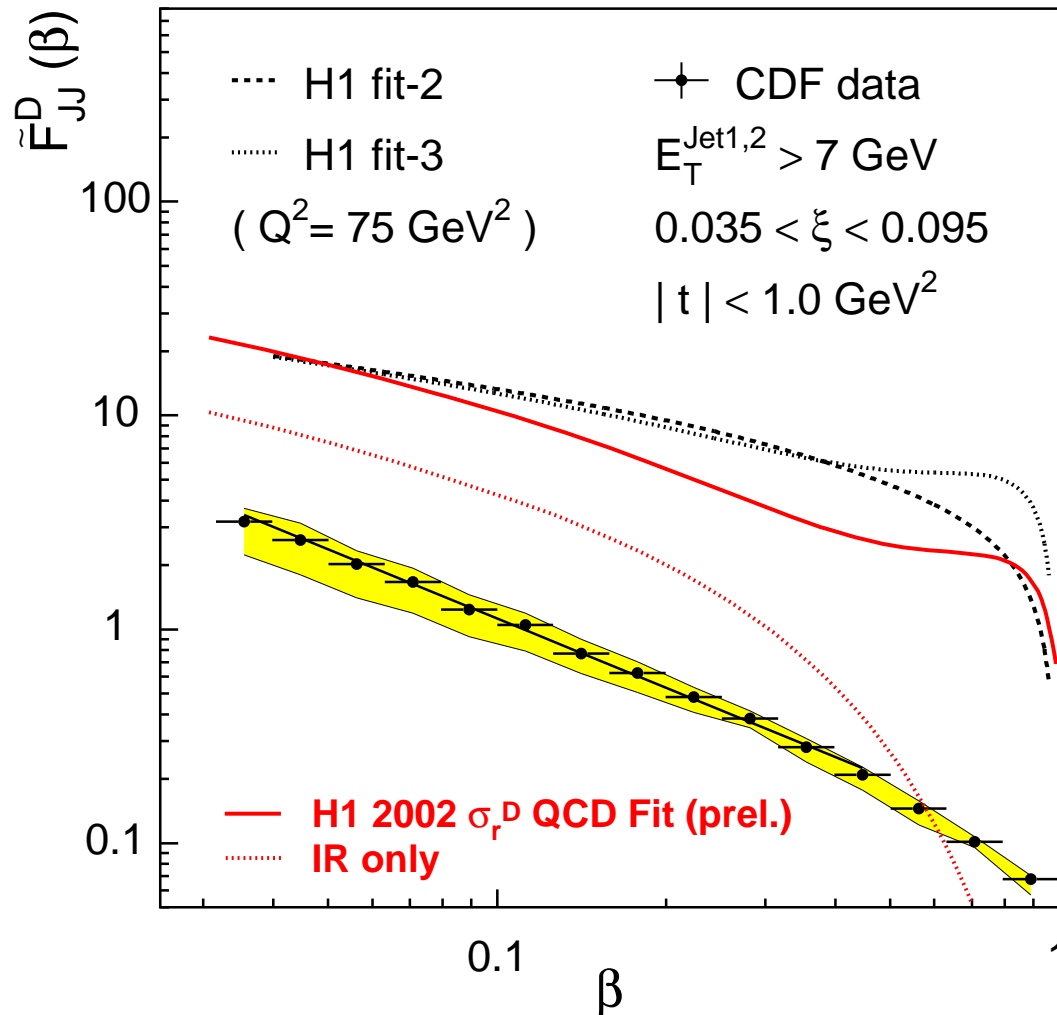 F̃ᴰ_JJ (β)
H1 fit-2
H1 fit-3
( Q²= 75 GeV² )
CDF data
E_T^Jet1,2 > 7 GeV
0.035 < ξ < 0.095
| t | < 1.0 GeV²
100
10
1
0.1
H1 2002 σ_r^D QCD Fit (prel.)
IR only
0.1
1
β